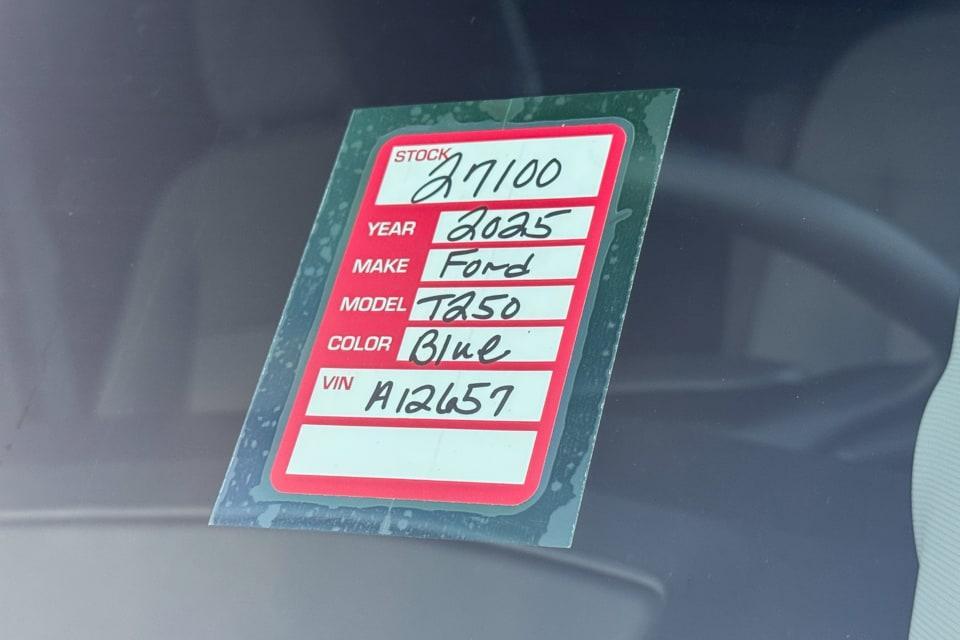 STOCK 27100
YEAR 2025
MAKE Ford
MODEL T250
COLOR Blue
VIN A12657